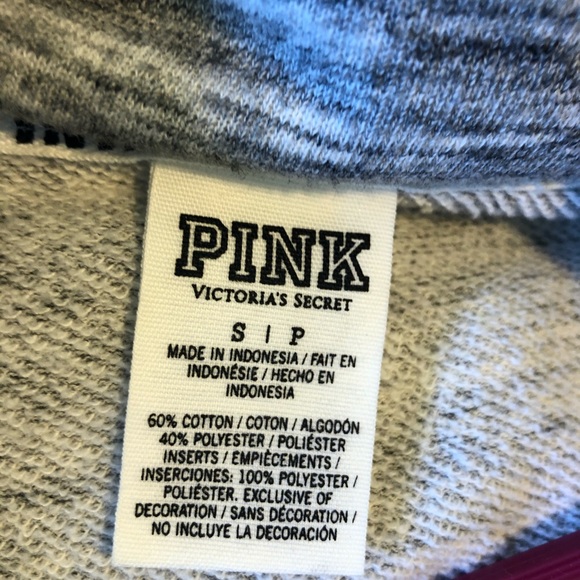 PINK
VICTORIA'S SECRET
S | P
MADE IN INDONESIA / FAIT EN
INDONÉSIE / HECHO EN
INDONESIA
60% COTTON / COTON / ALGODÓN
40% POLYESTER / POLIÉSTER
INSERTS / EMPIÈCEMENTS /
INSERCIONES: 100% POLYESTER /
POLIÉSTER. EXCLUSIVE OF
DECORATION / SANS DÉCORATION /
NO INCLUYE LA DECORACIÓN